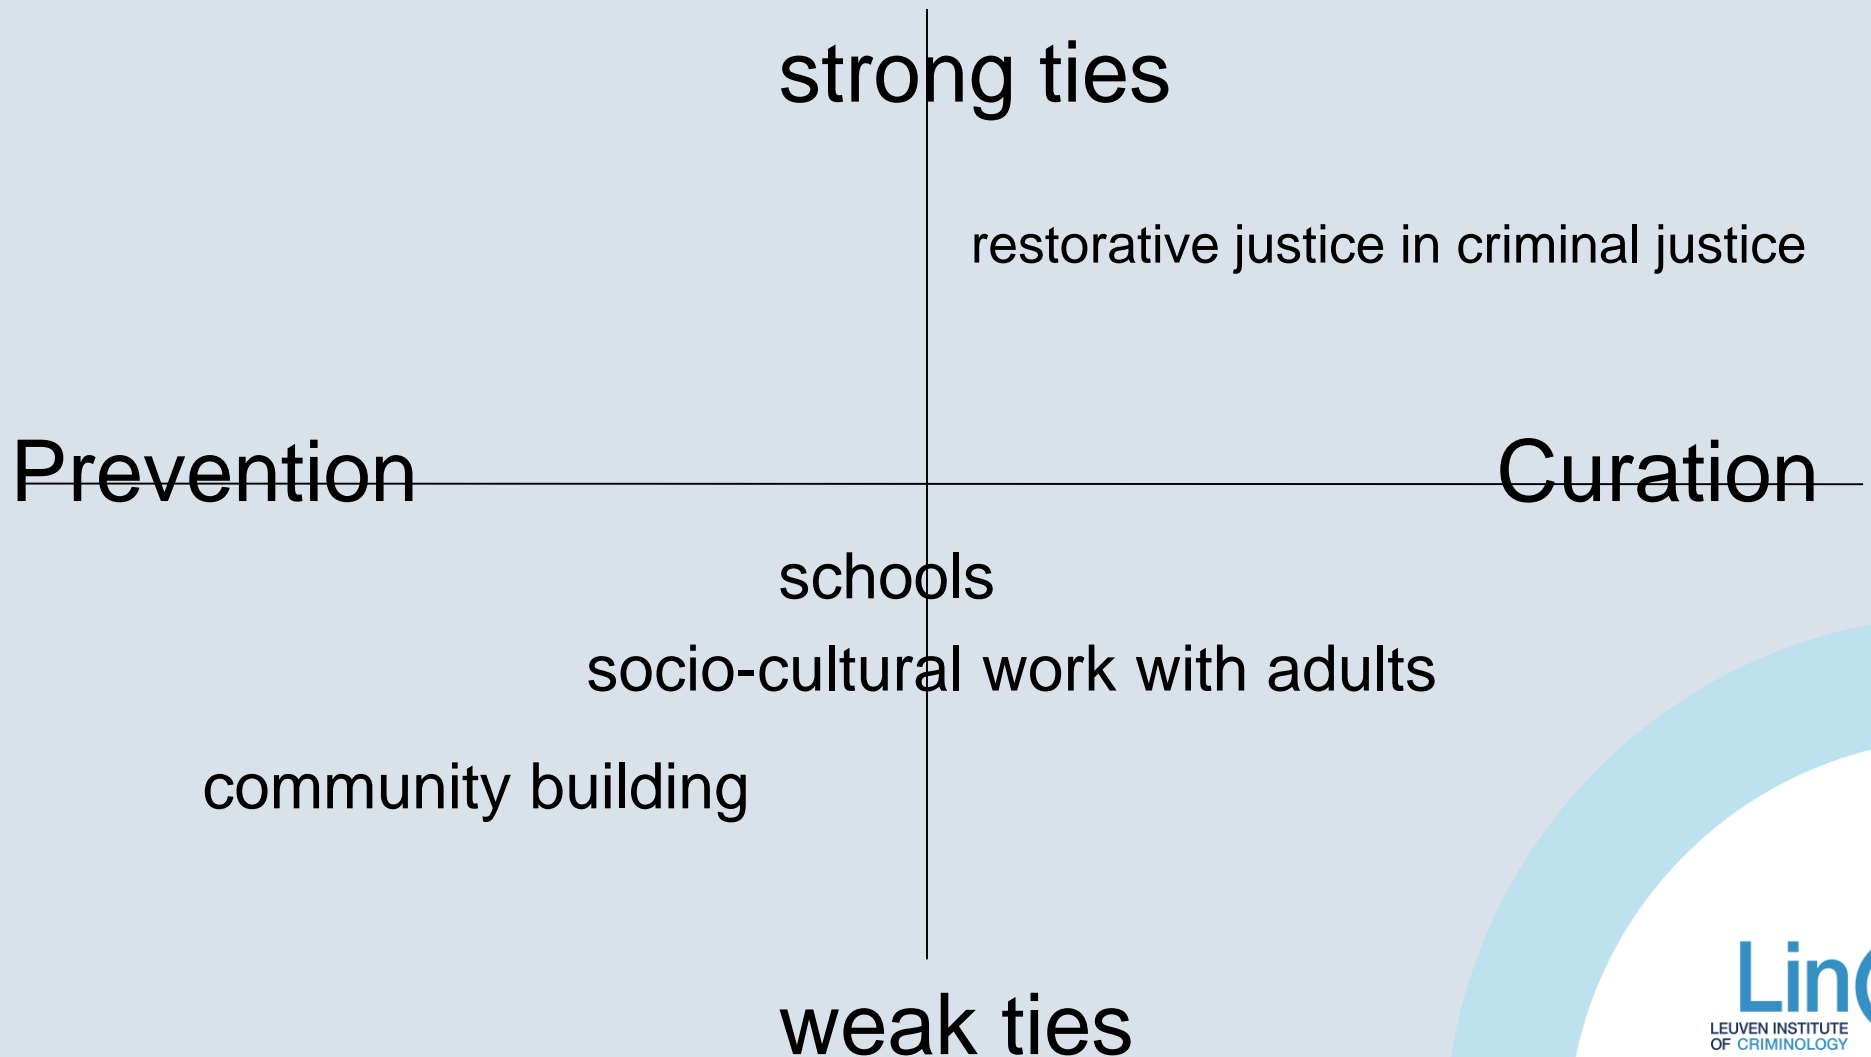 strong ties
restorative justice in criminal justice
Prevention
Curation
schools
socio-cultural work with adults
community building
weak ties
Lin
LEUVEN INSTITUTE
OF CRIMINOLOGY